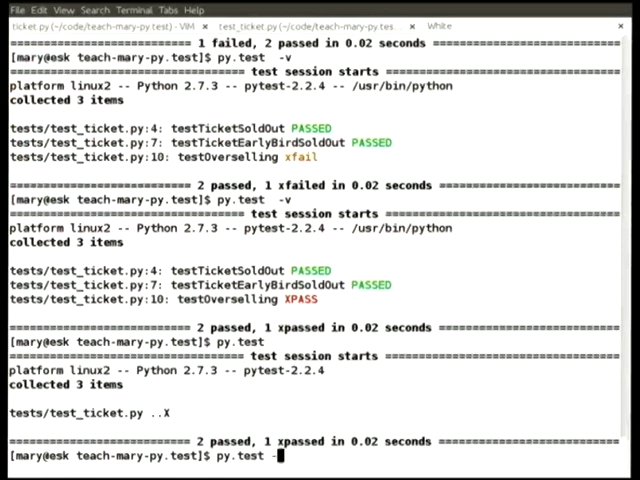 File Edit View Search Terminal Tabs Help
ticket.py (~/code/teach-mary-py.test) - VIM × test_ticket.py (~/code/teach-mary-py.tes... × White ×
============================ 1 failed, 2 passed in 0.02 seconds ===========================
[mary@esk teach-mary-py.test]$ py.test -v
===================================== test session starts ====================================
platform linux2 -- Python 2.7.3 -- pytest-2.2.4 -- /usr/bin/python
collected 3 items
tests/test_ticket.py:4: testTicketSoldOut PASSED
tests/test_ticket.py:7: testTicketEarlyBirdSoldOut PASSED
tests/test_ticket.py:10: testOverselling xfail
=========================== 2 passed, 1 xfailed in 0.02 seconds ===========================
[mary@esk teach-mary-py.test]$ py.test -v
===================================== test session starts ====================================
platform linux2 -- Python 2.7.3 -- pytest-2.2.4 -- /usr/bin/python
collected 3 items
tests/test_ticket.py:4: testTicketSoldOut PASSED
tests/test_ticket.py:7: testTicketEarlyBirdSoldOut PASSED
tests/test_ticket.py:10: testOverselling XPASS
=========================== 2 passed, 1 xpassed in 0.02 seconds ===========================
[mary@esk teach-mary-py.test]$ py.test
===================================== test session starts ====================================
platform linux2 -- Python 2.7.3 -- pytest-2.2.4
collected 3 items
tests/test_ticket.py ..X
=========================== 2 passed, 1 xpassed in 0.02 seconds ===========================
[mary@esk teach-mary-py.test]$ py.test -